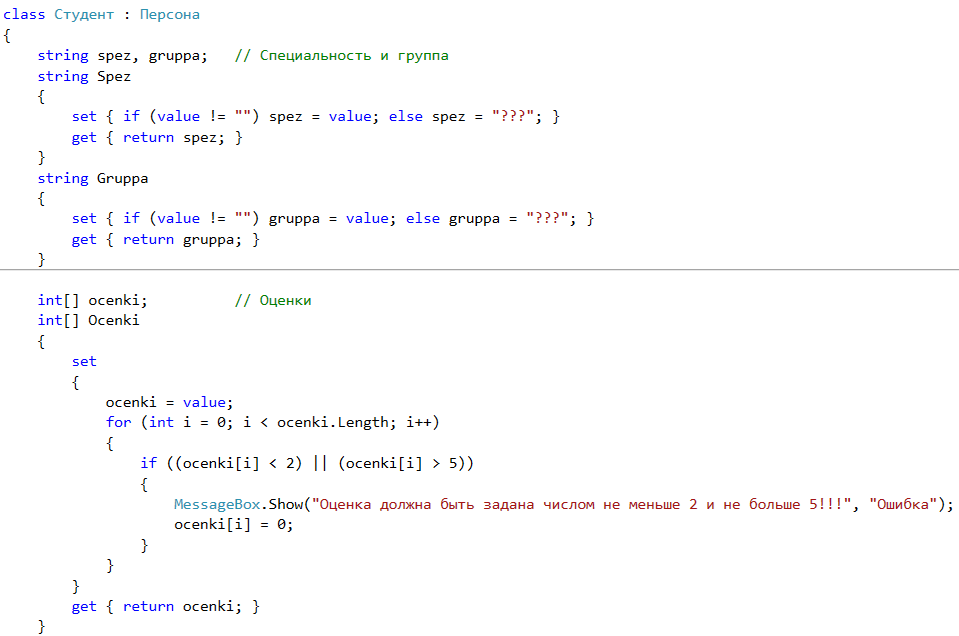 class Студент : Персона
{
    string spez, gruppa;   // Специальность и группа
    string Spez
    {
        set { if (value != "") spez = value; else spez = "???"; }
        get { return spez; }
    }
    string Gruppa
    {
        set { if (value != "") gruppa = value; else gruppa = "???"; }
        get { return gruppa; }
    }
    int[] ocenki;          // Оценки
    int[] Ocenki
    {
        set
        {
            ocenki = value;
            for (int i = 0; i < ocenki.Length; i++)
            {
                if ((ocenki[i] < 2) || (ocenki[i] > 5))
                {
                    MessageBox.Show("Оценка должна быть задана числом не меньше 2 и не больше 5!!!", "Ошибка");
                    ocenki[i] = 0;
                }
            }
        }
        get { return ocenki; }
    }